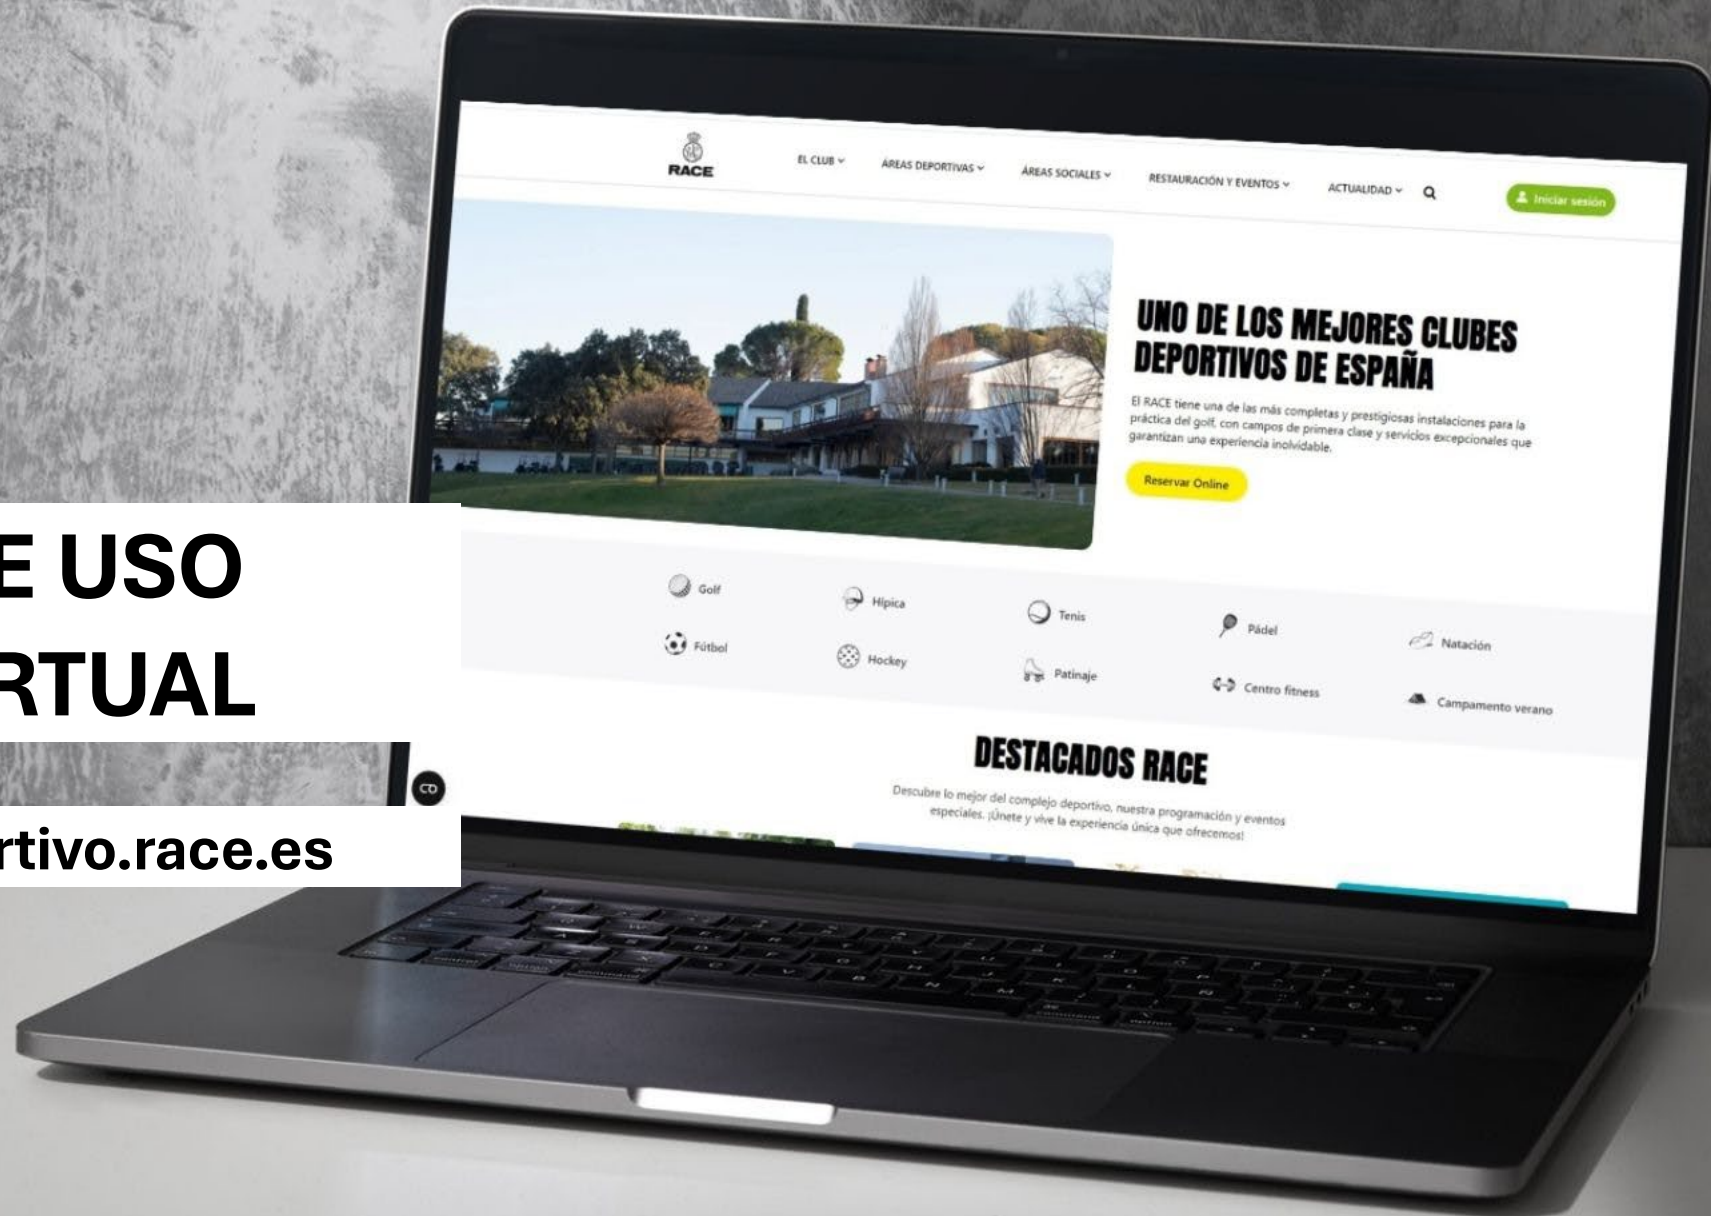 RACE
EL CLUB
ÁREAS DEPORTIVAS
ÁREAS SOCIALES
RESTAURACIÓN Y EVENTOS
ACTUALIDAD
Iniciar sesión
UNO DE LOS MEJORES CLUBES
DEPORTIVOS DE ESPAÑA
El RACE tiene una de las más completas y prestigiosas instalaciones para la
práctica del golf, con campos de primera clase y servicios excepcionales que
garantizan una experiencia inolvidable.
Reservar Online
E USO
RTUAL
rtivo.race.es
Golf
Hípica
Tenis
Pádel
Natación
Fútbol
Hockey
Patinaje
Centro fitness
Campamento verano
DESTACADOS RACE
Descubre lo mejor del complejo deportivo, nuestra programación y eventos
especiales. ¡Únete y vive la experiencia única que ofrecemos!